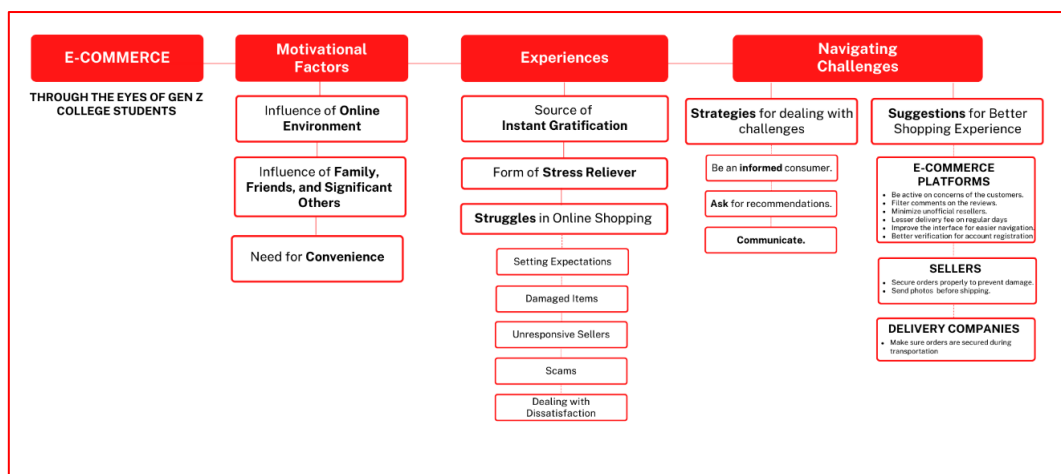 E-COMMERCE
THROUGH THE EYES OF GEN Z
COLLEGE STUDENTS
Motivational
Factors
Influence of Online
Environment
Influence of Family,
Friends, and Significant
Others
Need for Convenience
Experiences
Source of
Instant Gratification
Form of Stress Reliever
Struggles in Online Shopping
Setting Expectations
Damaged Items
Unresponsive Sellers
Scams
Dealing with
Dissatisfaction
Navigating
Challenges
Strategies for dealing with
challenges
Be an informed consumer.
Ask for recommendations.
Communicate.
Suggestions for Better
Shopping Experience
E-COMMERCE
PLATFORMS
• Be active on concerns of the customers.
• Filter comments on the reviews.
• Minimize unofficial resellers.
• Lesser delivery fee on regular days
• Improve the interface for easier navigation.
• Better verification for account registration
SELLERS
• Secure orders properly to prevent damage.
• Send photos before shipping.
DELIVERY COMPANIES
• Make sure orders are secured during
transportation